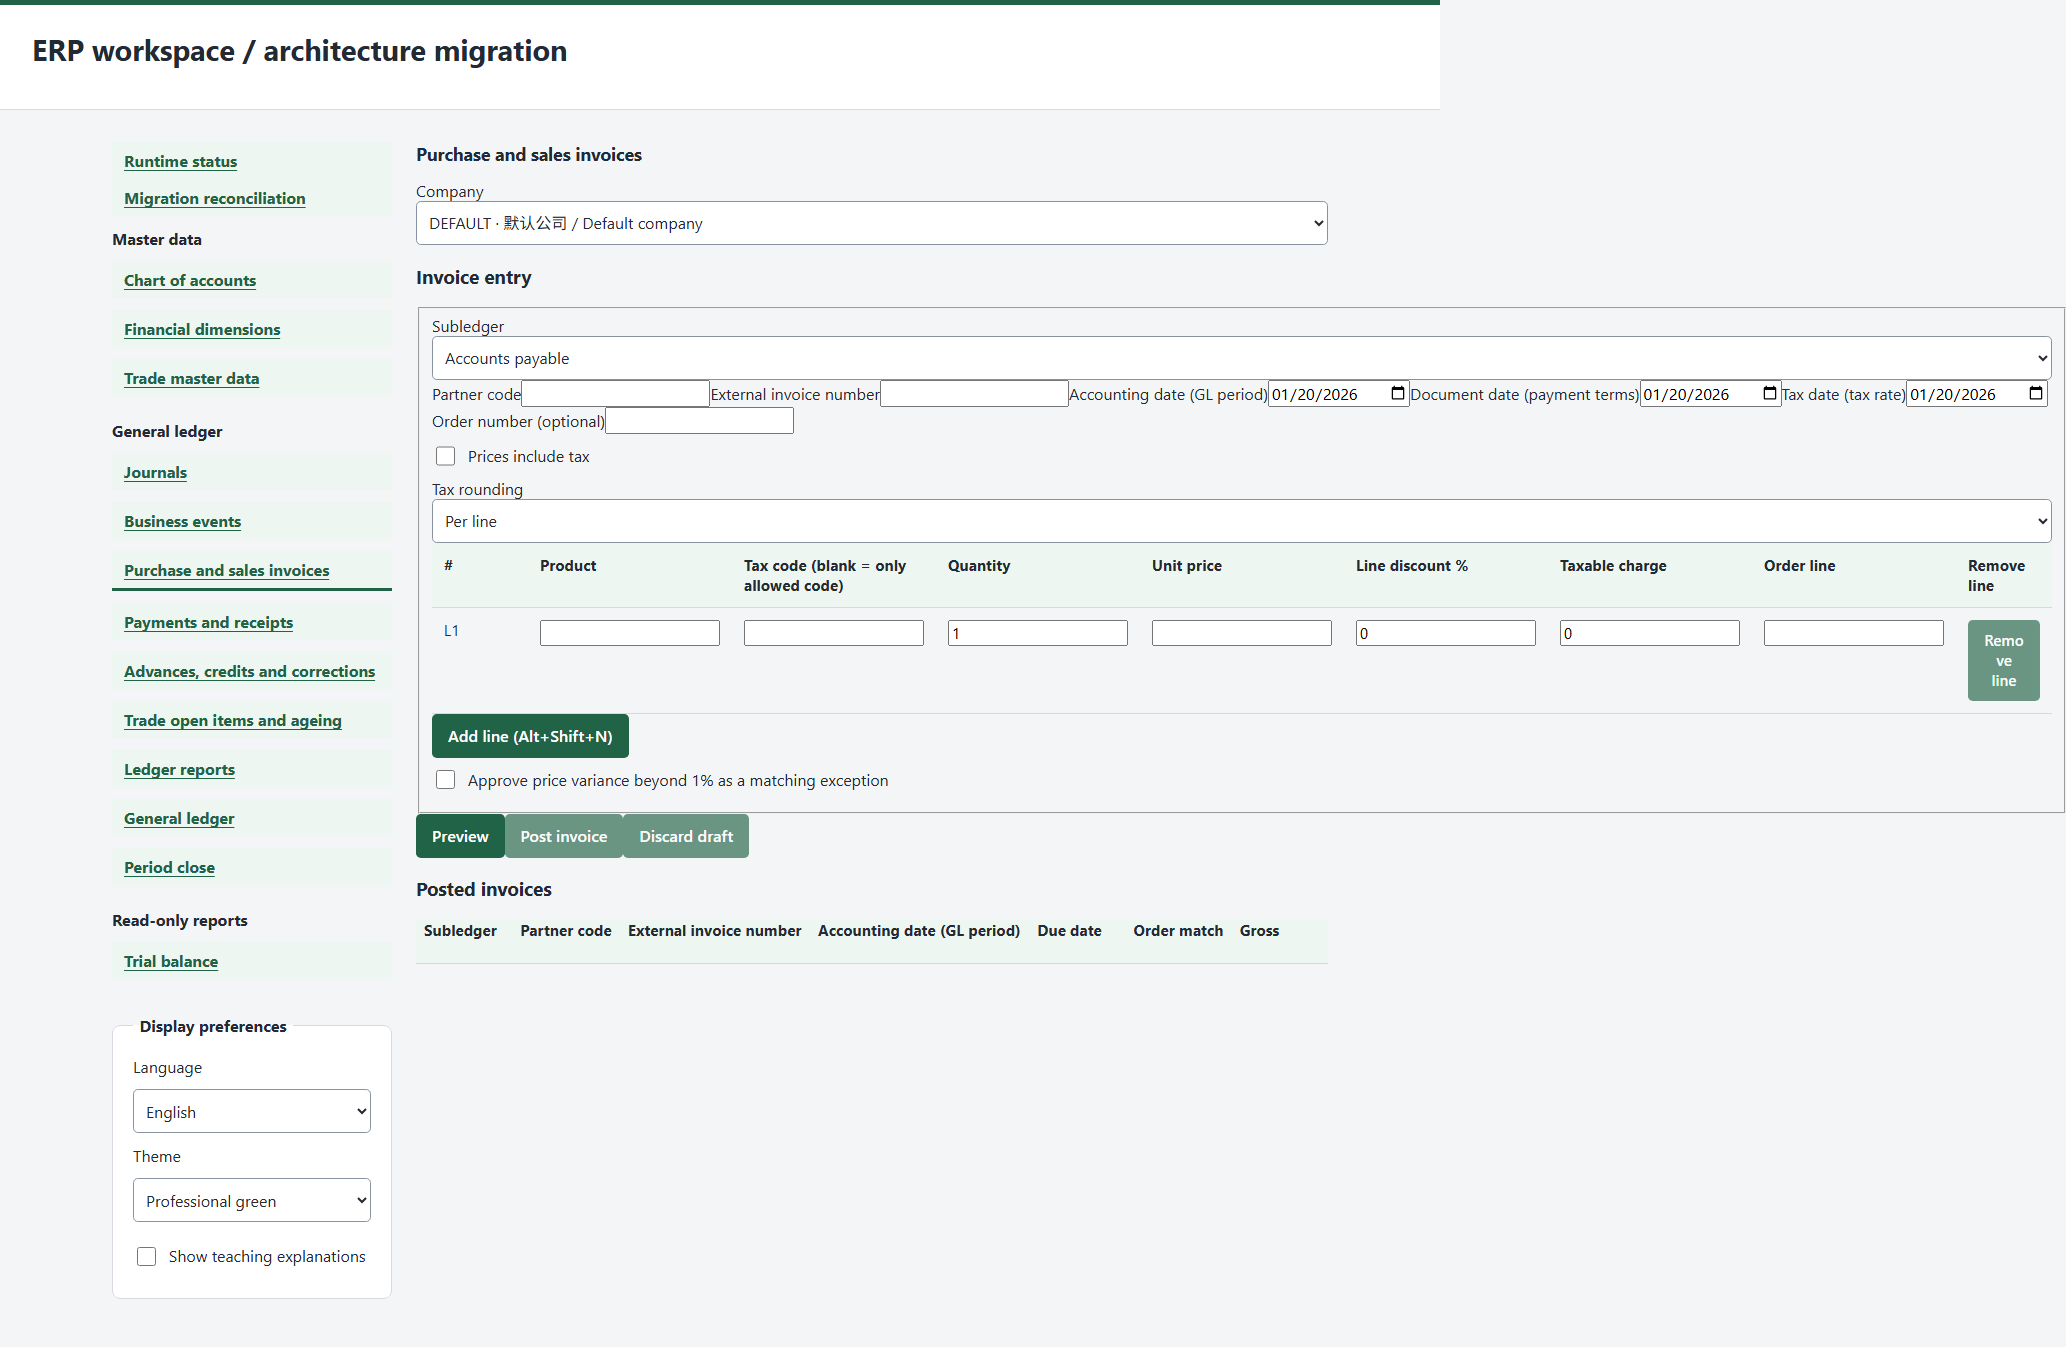 ERP workspace / architecture migration
Runtime status
Migration reconciliation
Master data
Chart of accounts
Financial dimensions
Trade master data
General ledger
Journals
Business events
Purchase and sales invoices
Payments and receipts
Advances, credits and corrections
Trade open items and ageing
Ledger reports
General ledger
Period close
Read-only reports
Trial balance
Display preferences
Language
English
Theme
Professional green
Show teaching explanations
Purchase and sales invoices
Company
DEFAULT · 默认公司 / Default company
Invoice entry
Subledger
Accounts payable
Partner code External invoice number Accounting date (GL period) 01/20/2026 Document date (payment terms) 01/20/2026 Tax date (tax rate) 01/20/2026
Order number (optional)
Prices include tax
Tax rounding
Per line
# Product Tax code (blank = only allowed code) Quantity Unit price Line discount % Taxable charge Order line Remove line
L1 1 0 0 Remove line
Add line (Alt+Shift+N)
Approve price variance beyond 1% as a matching exception
Preview Post invoice Discard draft
Posted invoices
Subledger Partner code External invoice number Accounting date (GL period) Due date Order match Gross